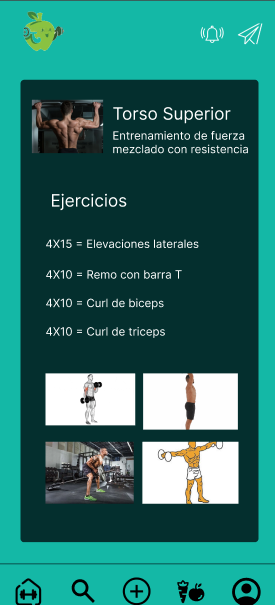 Torso Superior
Entrenamiento de fuerza
mezclado con resistencia
Ejercicios
4X15 = Elevaciones laterales
4X10 = Remo con barra T
4X10 = Curl de biceps
4X10 = Curl de triceps